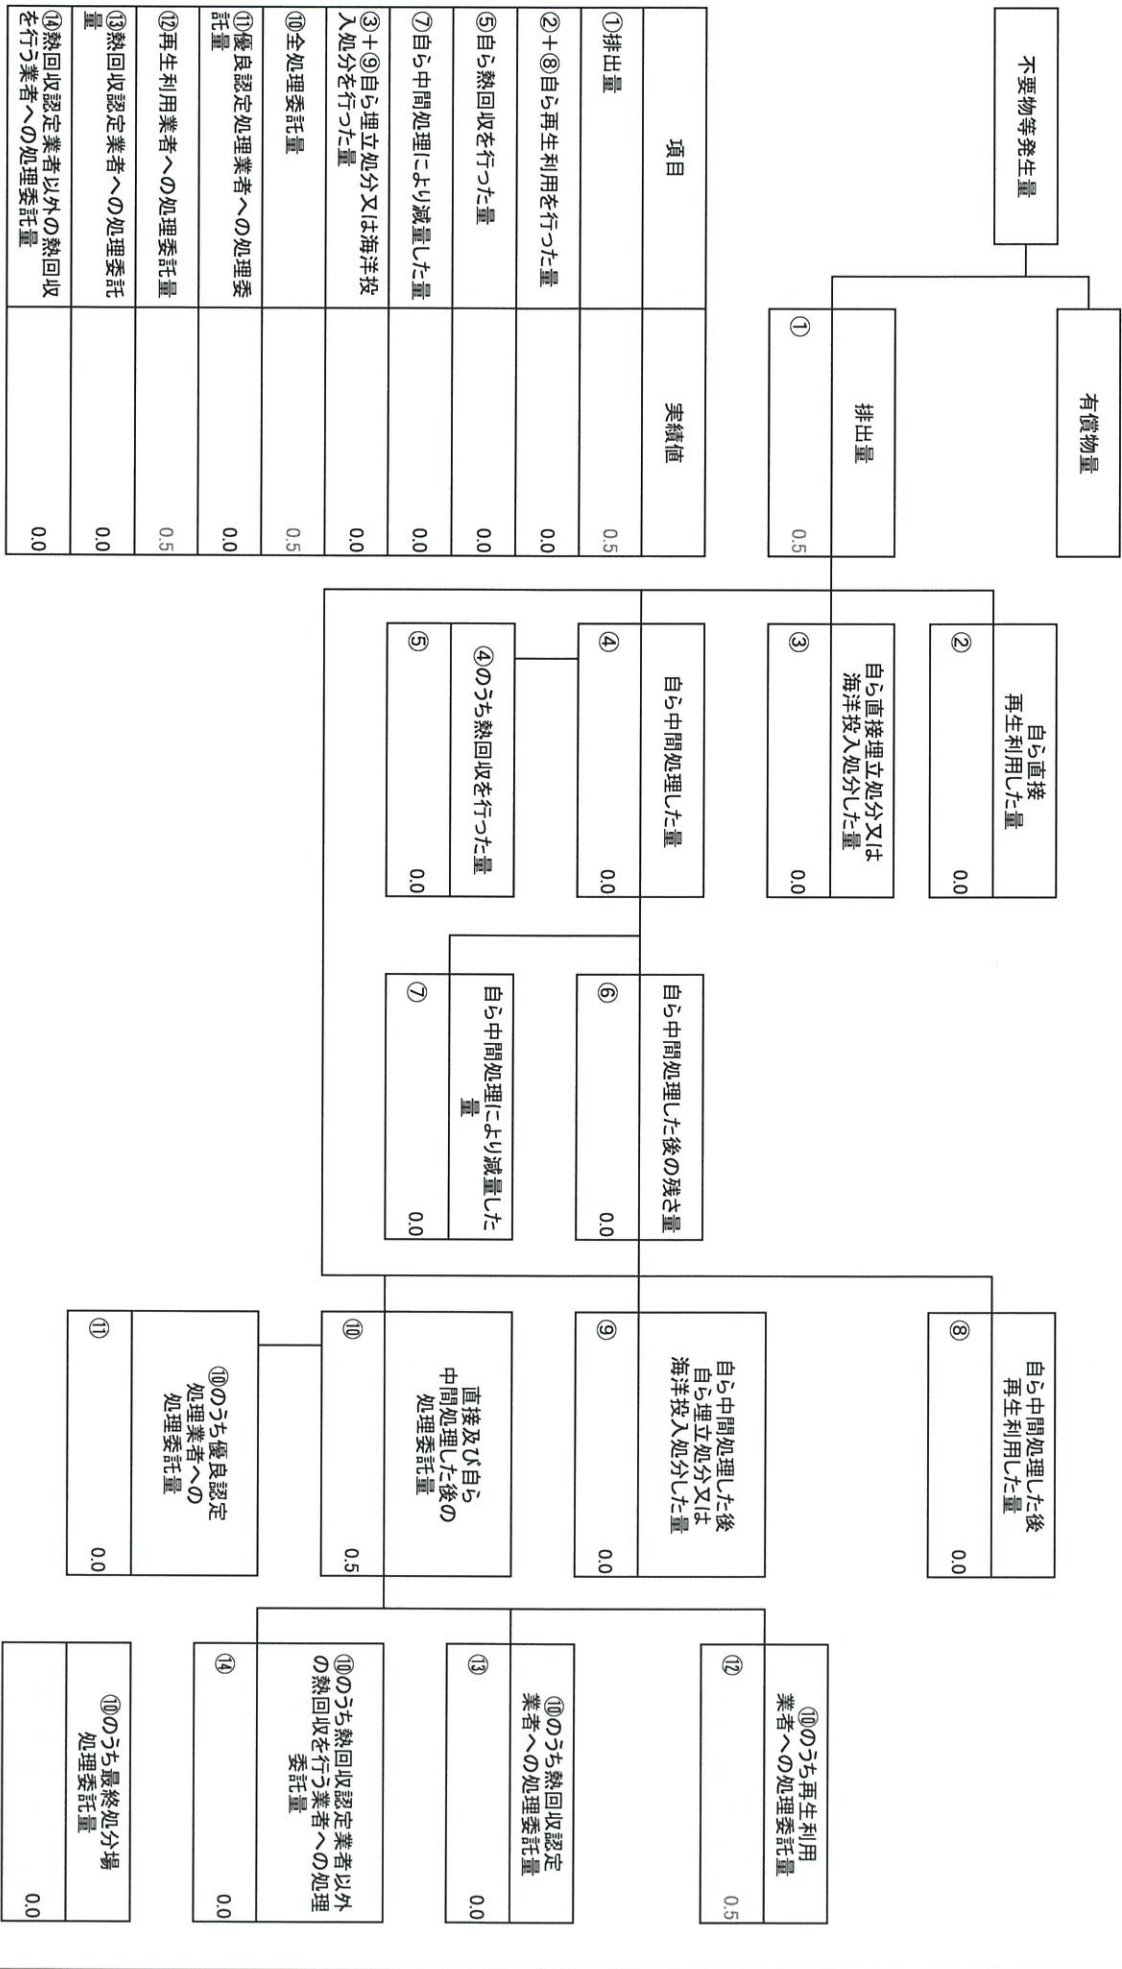 不要物等発生量
有償物量
排出量
①
0.5
自ら直接
再生利用した量
②
0.0
自ら直接埋立処分又は
海洋投入処分した量
③
0.0
自ら中間処理した量
④
0.0
④のうち熱回収を行った量
⑤
0.0
自ら中間処理した後の残さ量
⑥
0.0
自ら中間処理により減量した
量
⑦
0.0
自ら中間処理した後
再生利用した量
⑧
0.0
自ら中間処理した後
自ら埋立処分又は
海洋投入処分した量
⑨
0.0
直接及び自ら
中間処理した後の
処理委託量
⑩
0.5
⑩のうち優良認定
処理業者への
処理委託量
⑪
0.0
⑩のうち再生利用
業者への処理委託量
⑫
0.5
⑩のうち熱回収認定
業者への処理委託量
⑬
0.0
⑩のうち熱回収認定業者以外
の熱回収を行う業者への処理
委託量
⑭
0.0
⑩のうち最終処分場
処理委託量
0.0
項目 実績値
①排出量 0.5
②+⑧自ら再生利用を行った量 0.0
⑤自ら熱回収を行った量 0.0
⑦自ら中間処理により減量した量 0.0
③+⑨自ら埋立処分又は海洋投
入処分を行った量 0.0
⑩全処理委託量 0.5
⑪優良認定処理業者への処理委
託量 0.0
⑫再生利用業者への処理委託量 0.5
⑬熱回収認定業者への処理委託
量 0.0
⑭熱回収認定業者以外の熱回収
を行う業者への処理委託量 0.0